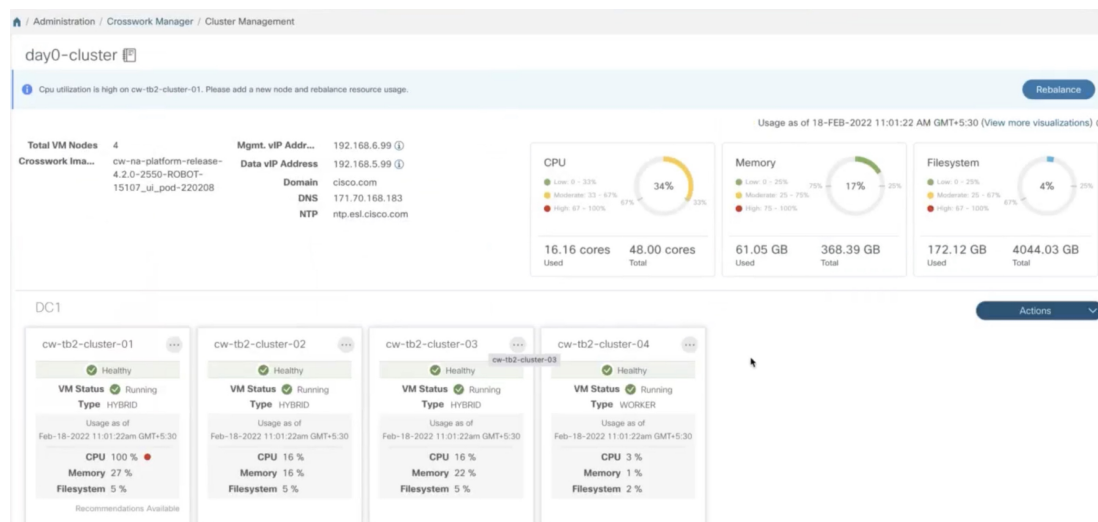 / Administration / Crosswork Manager / Cluster Management
day0-cluster
Cpu utilization is high on cw-tb2-cluster-01. Please add a new node and rebalance resource usage.
Rebalance
Usage as of 18-FEB-2022 11:01:22 AM GMT+5:30 (View more visualizations)
Total VM Nodes 4
Crosswork Ima... cw-na-platform-release-
4.2.0-2550-ROBOT-
15107_ui_pod-220208
Mgmt. vIP Addr... 192.168.6.99
Data vIP Address 192.168.5.99
Domain cisco.com
DNS 171.70.168.183
NTP ntp.esl.cisco.com
CPU
Low: 0 - 33%
Moderate: 33 - 67%
High: 67 - 100%
67% 34% 33%
16.16 cores 48.00 cores
Used Total
Memory
Low: 0 - 25%
Moderate: 25 - 75%
High: 75 - 100%
75% 17% 25%
61.05 GB 368.39 GB
Used Total
Filesystem
Low: 0 - 25%
Moderate: 25 - 67%
High: 67 - 100%
67% 4% 25%
172.12 GB 4044.03 GB
Used Total
DC1
Actions
cw-tb2-cluster-01
Healthy
VM Status Running
Type HYBRID
Usage as of
Feb-18-2022 11:01:22am GMT+5:30
CPU 100 %
Memory 27 %
Filesystem 5 %
Recommendations Available
cw-tb2-cluster-02
Healthy
VM Status Running
Type HYBRID
Usage as of
Feb-18-2022 11:01:22am GMT+5:30
CPU 16 %
Memory 16 %
Filesystem 5 %
cw-tb2-cluster-03
cw-tb2-cluster-03
Healthy
VM Status Running
Type HYBRID
Usage as of
Feb-18-2022 11:01:22am GMT+5:30
CPU 16 %
Memory 22 %
Filesystem 5 %
cw-tb2-cluster-04
Healthy
VM Status Running
Type WORKER
Usage as of
Feb-18-2022 11:01:22am GMT+5:30
CPU 3 %
Memory 1 %
Filesystem 2 %